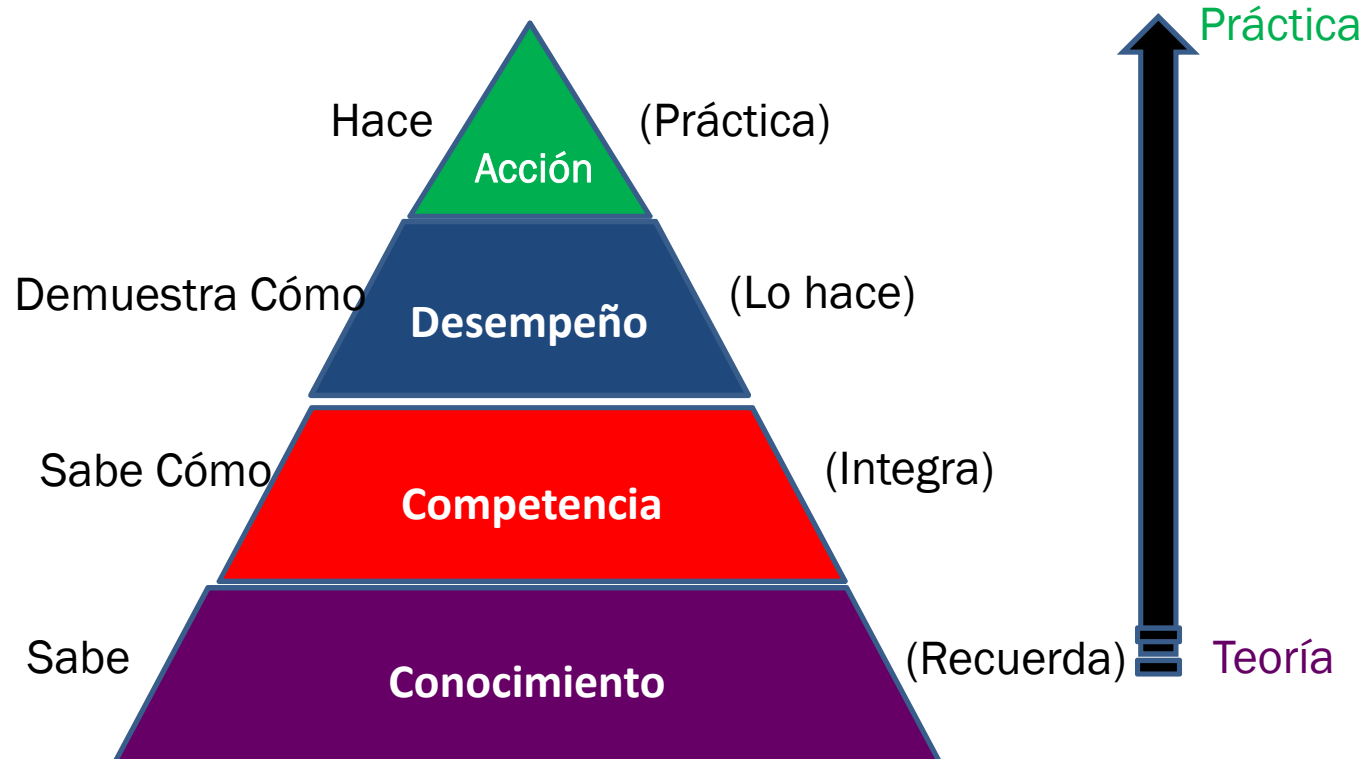 Práctica
Hace
(Práctica)
Acción
Demuestra Cómo
(Lo hace)
Desempeño
Sabe Cómo
(Integra)
Competencia
Sabe
(Recuerda)
Teoría
Conocimiento